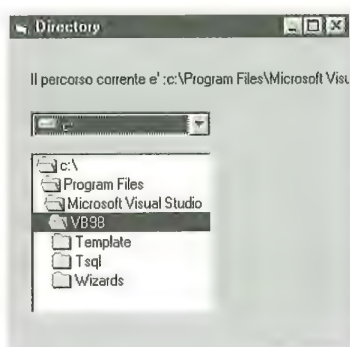 Directory
Il percorso corrente e' :c:\Program Files\Microsoft Visu
c:
c:\
Program Files
Microsoft Visual Studio
VB98
Template
Tsql
Wizards